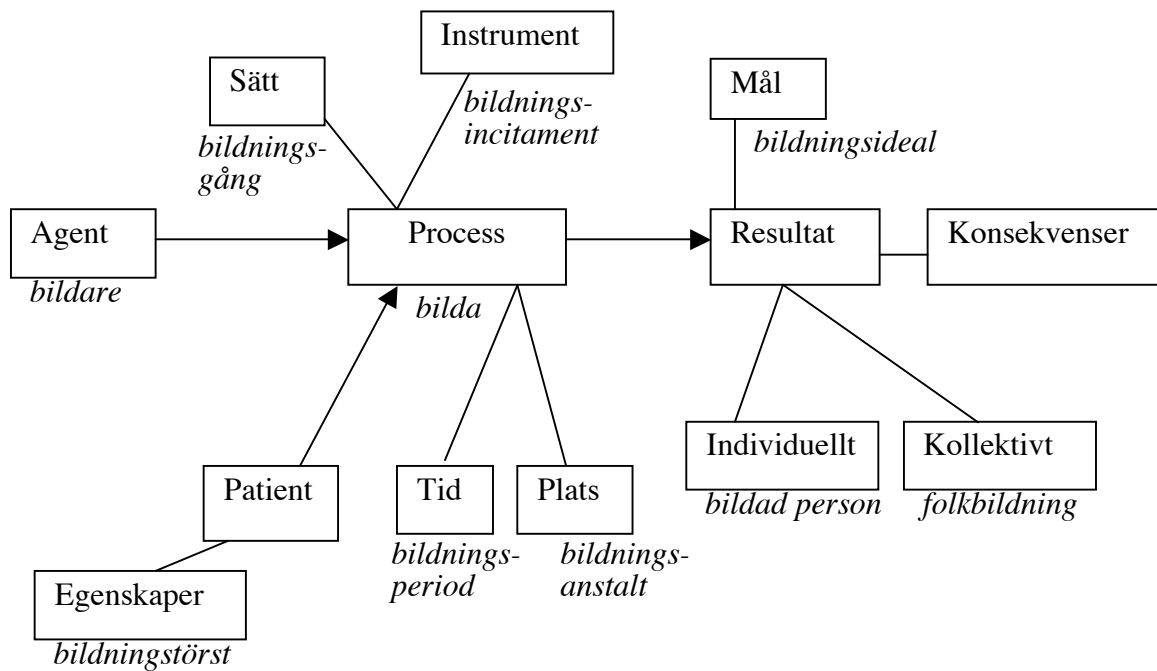 Instrument
Sätt
Mål
bildnings-
incitament
bildnings-
gång
bildningsideal
Agent
Process
Resultat
Konsekvenser
bildare
bilda
Individuellt
Kollektivt
Patient
Tid
Plats
bildad person
folkbildning
bildnings-
period
bildnings-
anstalt
Egenskaper
bildningstörst